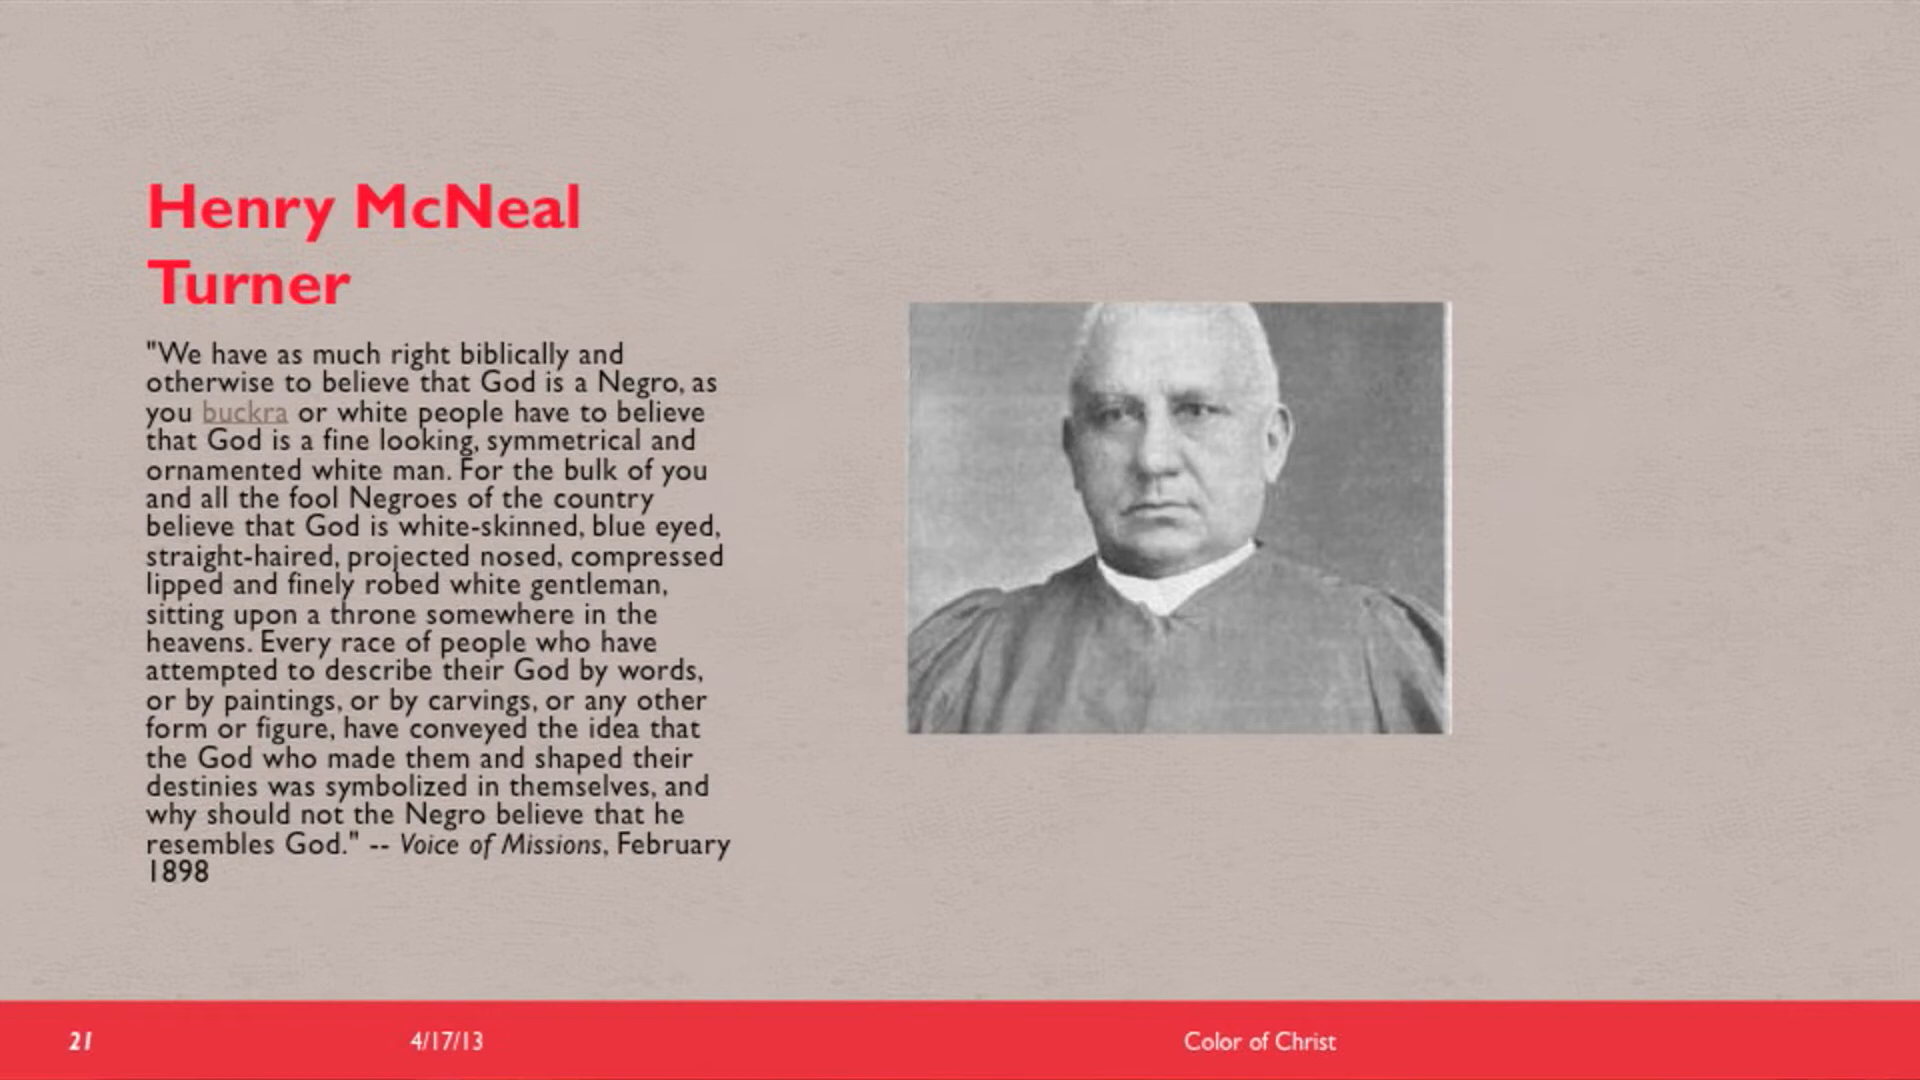 Henry McNeal
Turner
"We have as much right biblically and
otherwise to believe that God is a Negro, as
you buckra or white people have to believe
that God is a fine looking, symmetrical and
ornamented white man. For the bulk of you
and all the fool Negroes of the country
believe that God is white-skinned, blue eyed,
straight-haired, projected nosed, compressed
lipped and finely robed white gentleman,
sitting upon a throne somewhere in the
heavens. Every race of people who have
attempted to describe their God by words,
or by paintings, or by carvings, or any other
form or figure, have conveyed the idea that
the God who made them and shaped their
destinies was symbolized in themselves, and
why should not the Negro believe that he
resembles God." -- Voice of Missions, February
1898
21
4/17/13
Color of Christ